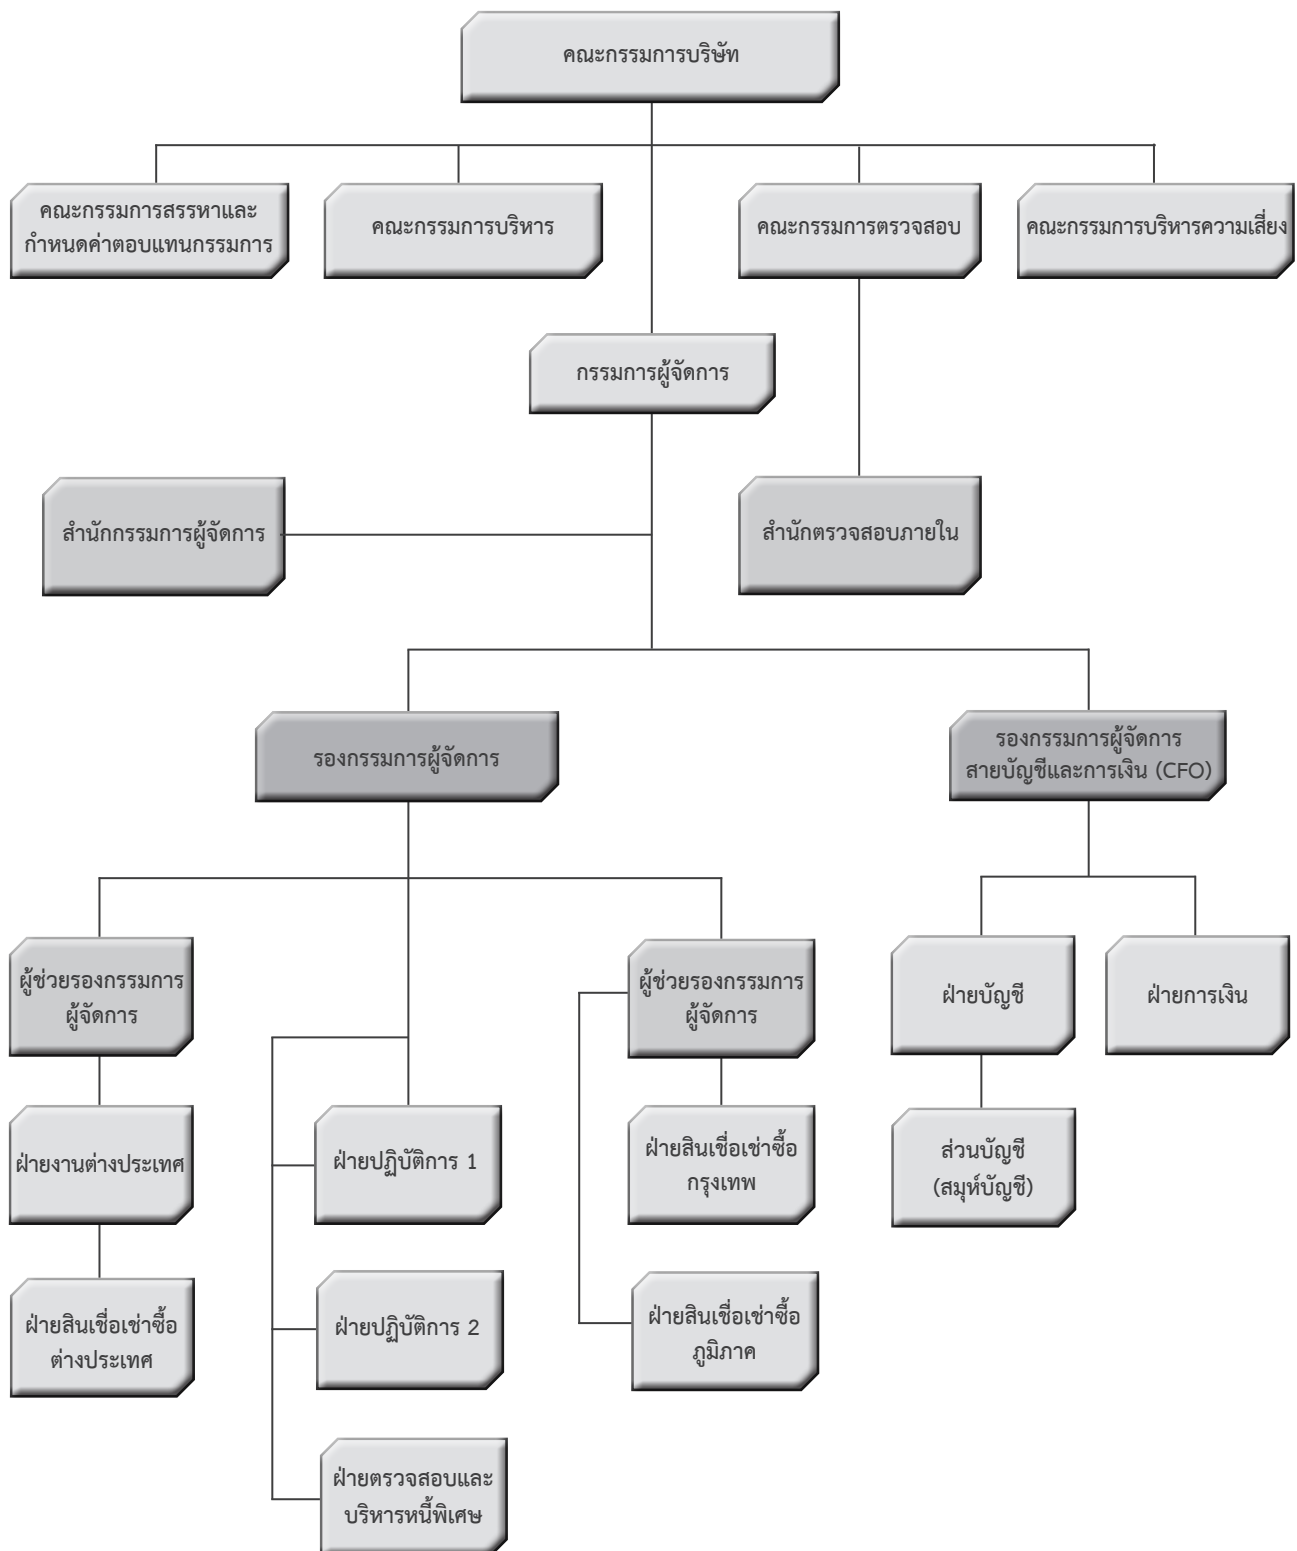 คณะกรรมการบริษัท
คณะกรรมการสรรหาและ
กำหนดค่าตอบแทนกรรมการ
คณะกรรมการบริหาร
คณะกรรมการตรวจสอบ
คณะกรรมการบริหารความเสี่ยง
กรรมการผู้จัดการ
สำนักกรรมการผู้จัดการ
สำนักตรวจสอบภายใน
รองกรรมการผู้จัดการ
รองกรรมการผู้จัดการ
สายบัญชีและการเงิน (CFO)
ผู้ช่วยรองกรรมการ
ผู้จัดการ
ผู้ช่วยรองกรรมการ
ผู้จัดการ
ฝ่ายบัญชี
ฝ่ายการเงิน
ฝ่ายงานต่างประเทศ
ฝ่ายปฏิบัติการ 1
ฝ่ายสินเชื่อเช่าซื้อ
กรุงเทพ
ส่วนบัญชี
(สมุห์บัญชี)
ฝ่ายสินเชื่อเช่าซื้อ
ต่างประเทศ
ฝ่ายปฏิบัติการ 2
ฝ่ายสินเชื่อเช่าซื้อ
ภูมิภาค
ฝ่ายตรวจสอบและ
บริหารหนี้พิเศษ